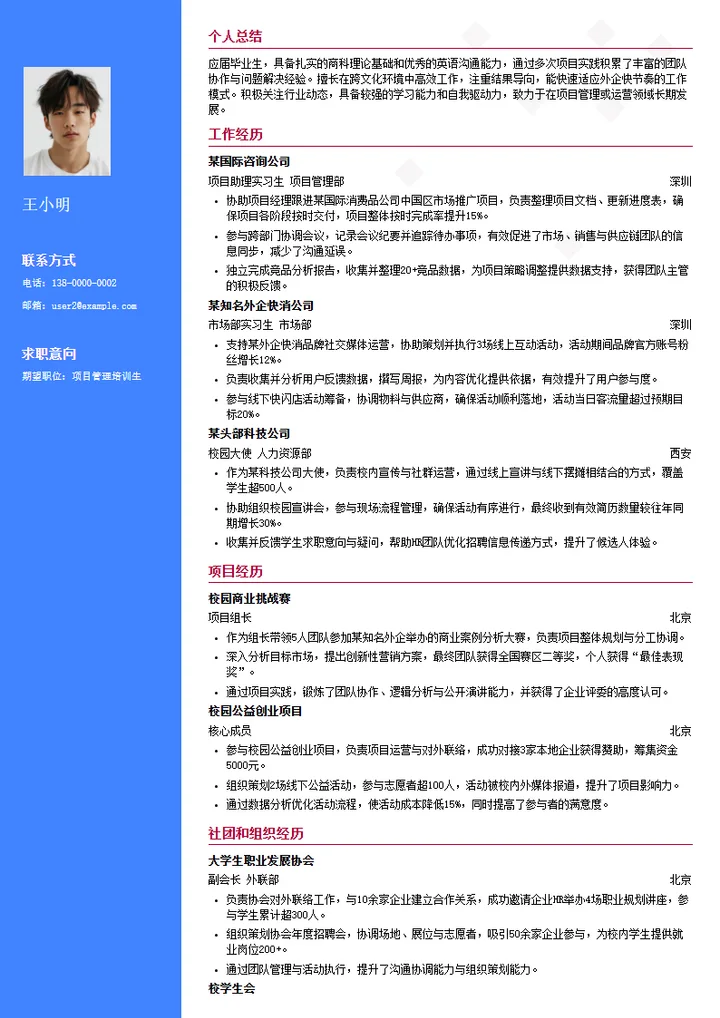 王小明
联系方式
电话：138-0000-0002
邮箱：user2@example.com
求职意向
期望职位：项目管理培训生
个人总结
应届毕业生，具备扎实的商科理论基础和优秀的英语沟通能力，通过多次项目实践积累了丰富的团队
协作与问题解决经验。擅长在跨文化环境中高效工作，注重结果导向，能快速适应外企快节奏的工作
模式。积极关注行业动态，具备较强的学习能力和自我驱动力，致力于在项目管理或运营领域长期发
展。
工作经历
某国际咨询公司
项目助理实习生 项目管理部 深圳
• 协助项目经理跟进某国际消费品公司中国区市场推广项目，负责整理项目文档、更新进度表，确
保项目各阶段按时交付，项目整体按时完成率提升15%。
• 参与跨部门协调会议，记录会议纪要并追踪待办事项，有效促进了市场、销售与供应链团队的信
息同步，减少了沟通延误。
• 独立完成竞品分析报告，收集并整理20+竞品数据，为项目策略调整提供数据支持，获得团队主管
的积极反馈。
某知名外企快消公司
市场部实习生 市场部 深圳
• 支持某外企快消品牌社交媒体运营，协助策划并执行3场线上互动活动，活动期间品牌官方账号粉
丝增长12%。
• 负责收集并分析用户反馈数据，撰写周报，为内容优化提供依据，有效提升了用户参与度。
• 参与线下快闪店活动筹备，协调物料与供应商，确保活动顺利落地，活动当日客流量超过预期目
标20%。
某头部科技公司
校园大使 人力资源部 西安
• 作为某科技公司大使，负责校内宣传与社群运营，通过线上宣讲与线下摆摊相结合的方式，覆盖
学生超500人。
• 协助组织校园宣讲会，参与现场流程管理，确保活动有序进行，最终收到有效简历数量较往年同
期增长30%。
• 收集并反馈学生求职意向与疑问，帮助HR团队优化招聘信息传递方式，提升了候选人体验。
项目经历
校园商业挑战赛
项目组长 北京
• 作为组长带领5人团队参加某知名外企举办的商业案例分析大赛，负责项目整体规划与分工协调。
• 深入分析目标市场，提出创新性营销方案，最终团队获得全国赛区二等奖，个人获得“最佳表现
奖”。
• 通过项目实践，锻炼了团队协作、逻辑分析与公开演讲能力，并获得了企业评委的高度认可。
校园公益创业项目
核心成员 北京
• 参与校园公益创业项目，负责项目运营与对外联络，成功对接3家本地企业获得赞助，筹集资金
5000元。
• 组织策划2场线下公益活动，参与志愿者超100人，活动被校内外媒体报道，提升了项目影响力。
• 通过数据分析优化活动流程，使活动成本降低15%，同时提高了参与者的满意度。
社团和组织经历
大学生职业发展协会
副会长 外联部 北京
• 负责协会对外联络工作，与10余家企业建立合作关系，成功邀请企业HR举办4场职业规划讲座，参
与学生累计超300人。
• 组织策划协会年度招聘会，协调场地、展位与志愿者，吸引50余家企业参与，为校内学生提供就
业岗位200+。
• 通过团队管理与活动执行，提升了沟通协调能力与组织策划能力。
校学生会